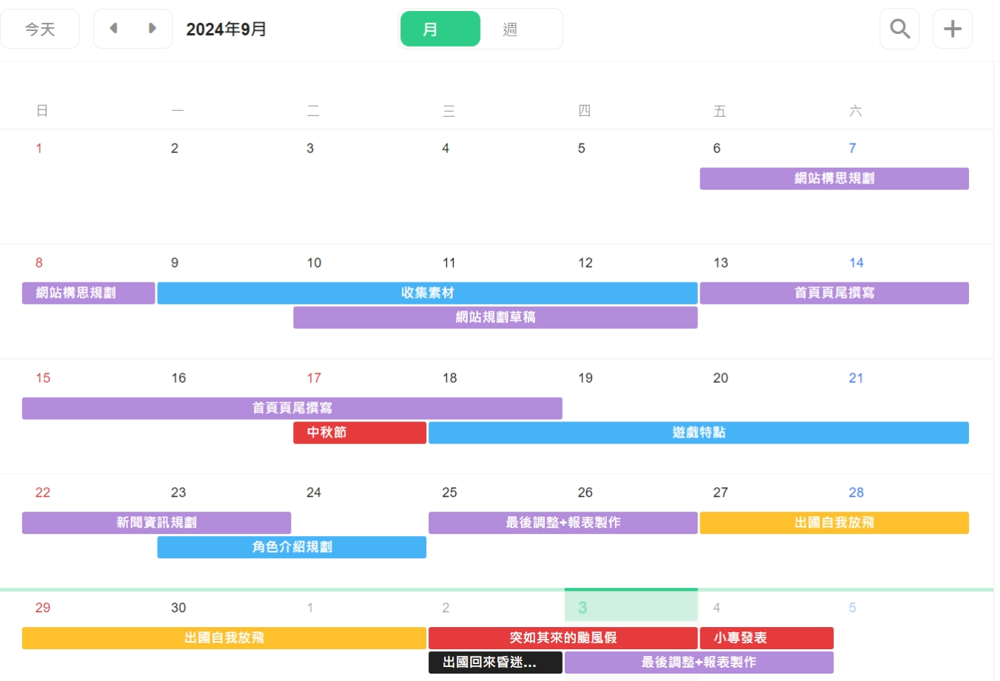 今天 2024年9月 月 週
日 一 二 三 四 五 六
1 2 3 4 5 6 7
網站構思規劃
8 9 10 11 12 13 14
網站構思規劃 收集素材 首頁頁尾撰寫
網站規劃草稿
15 16 17 18 19 20 21
首頁頁尾撰寫
中秋節 遊戲特點
22 23 24 25 26 27 28
新聞資訊規劃 最後調整+報表製作 出國自我放飛
角色介紹規劃
29 30 1 2 3 4 5
出國自我放飛 突如其來的颱風假 小專發表
出國回來昏迷... 最後調整+報表製作